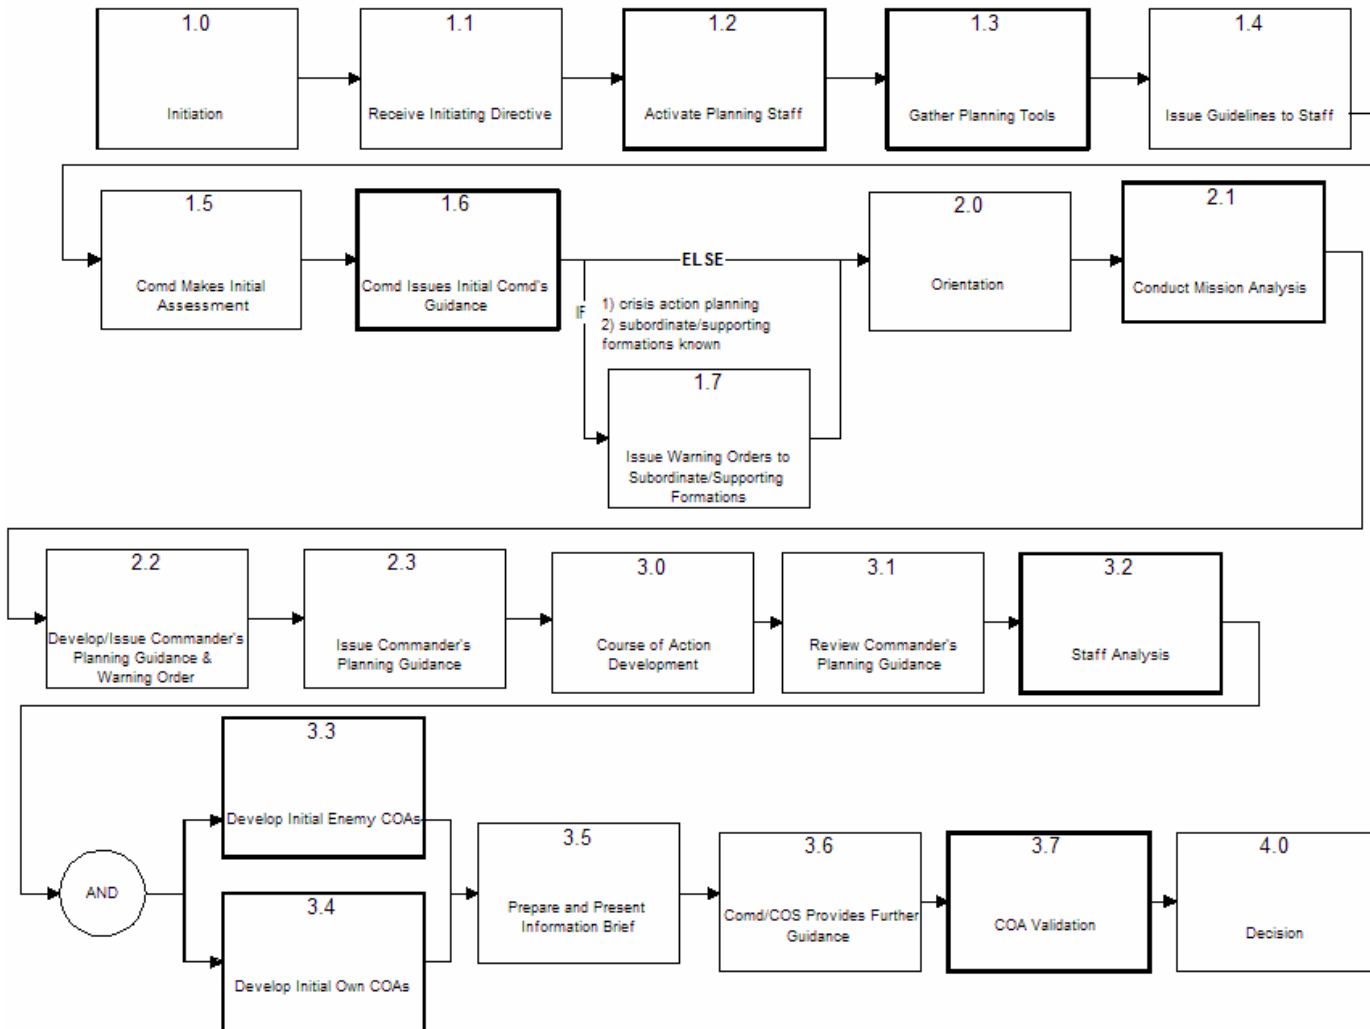 1.0
Initiation
1.1
Receive Initiating Directive
1.2
Activate Planning Staff
1.3
Gather Planning Tools
1.4
Issue Guidelines to Staff
1.5
Comd Makes Initial
Assessment
1.6
Comd Issues Initial Comd's
Guidance
ELSE
IF
1) crisis action planning
2) subordinate/supporting
formations known
1.7
Issue Warning Orders to
Subordinate/Supporting
Formations
2.0
Orientation
2.1
Conduct Mission Analysis
2.2
Develop/Issue Commander's
Planning Guidance &
Warning Order
2.3
Issue Commander's
Planning Guidance
3.0
Course of Action
Development
3.1
Review Commander's
Planning Guidance
3.2
Staff Analysis
AND
3.3
Develop Initial Enemy COAs
3.4
Develop Initial Own COAs
3.5
Prepare and Present
Information Brief
3.6
Comd/COS Provides Further
Guidance
3.7
COA Validation
4.0
Decision